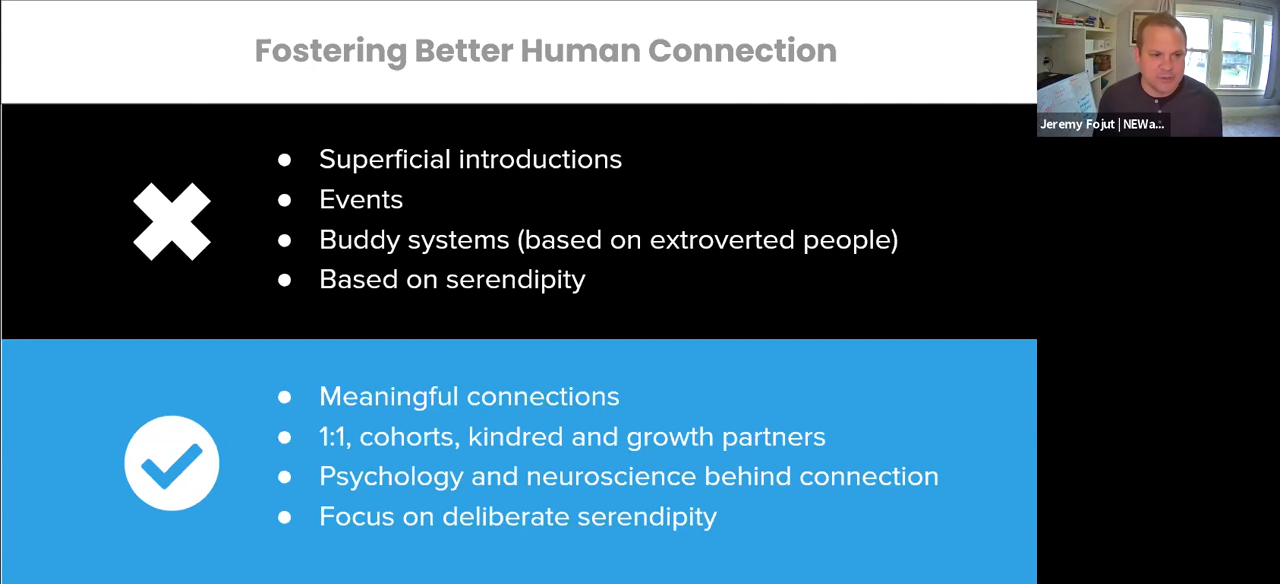 Fostering Better Human Connection
Jeremy Fojut | NEWa...
● Superficial introductions
● Events
● Buddy systems (based on extroverted people)
● Based on serendipity
● Meaningful connections
● 1:1, cohorts, kindred and growth partners
● Psychology and neuroscience behind connection
● Focus on deliberate serendipity